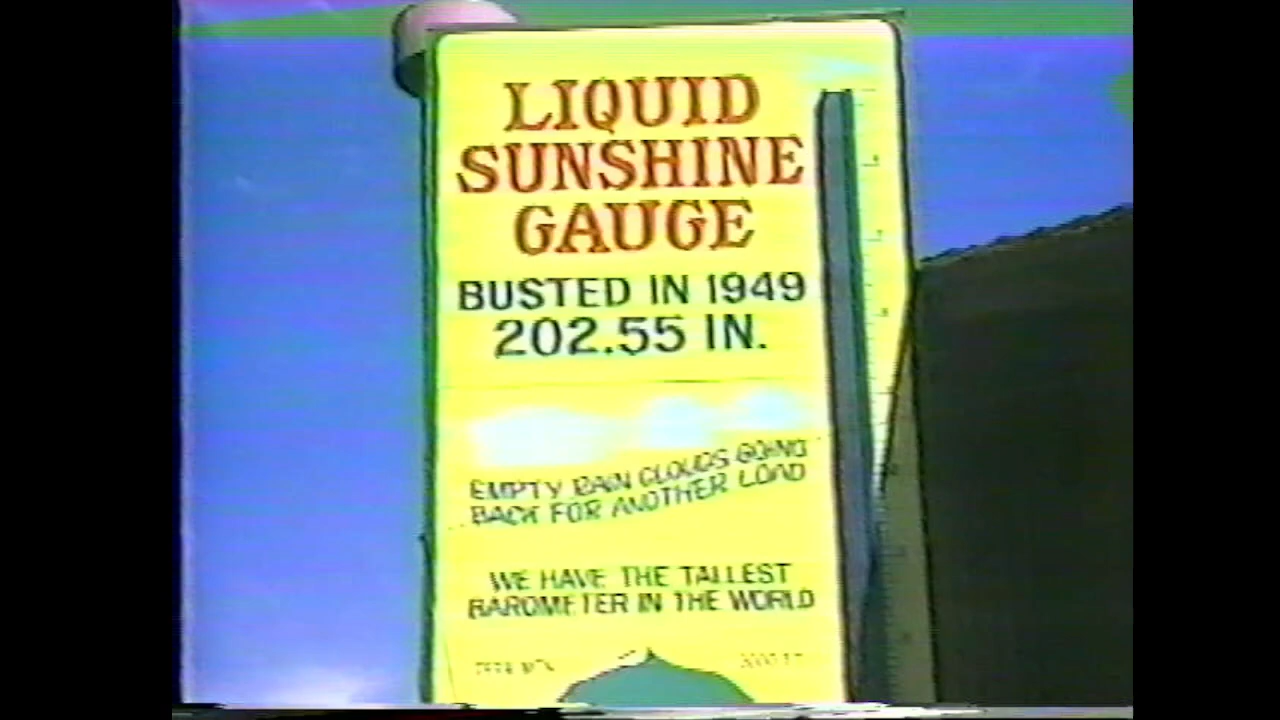 LIQUID
SUNSHINE
GAUGE
BUSTED IN 1949
202.55 IN.
EMPTY RAIN CLOUDS GOING
BACK FOR ANOTHER LOAD
WE HAVE THE TALLEST
BAROMETER IN THE WORLD